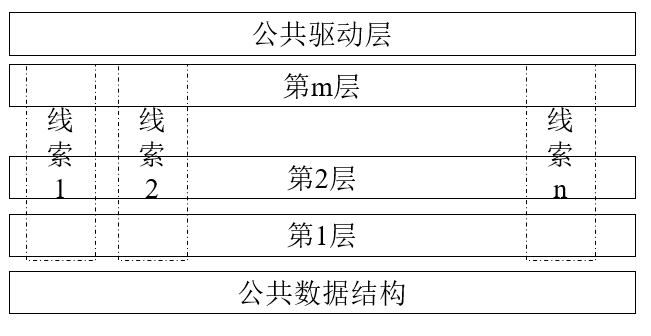 公共驱动层
第m层
线索1
线索2
线索n
第2层
第1层
公共数据结构